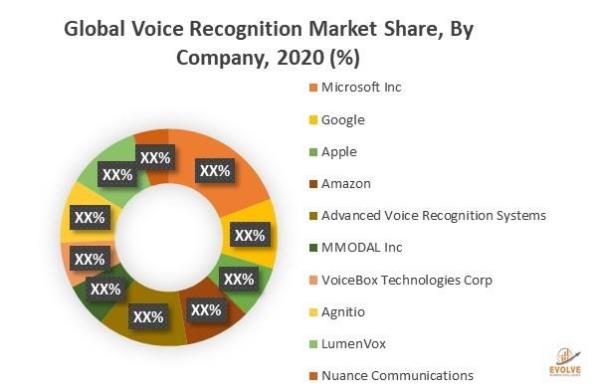 Global Voice Recognition Market Share, By
Company, 2020 (%)
Microsoft Inc
Google
Apple
Amazon
Advanced Voice Recognition Systems
MMODAL Inc
VoiceBox Technologies Corp
Agnitio
LumenVox
Nuance Communications
XX%
XX%
XX%
XX%
XX%
XX%
XX%
XX%
XX%
XX%
EVOLVE